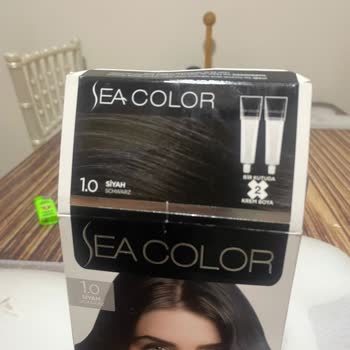 SEA COLOR
1.0
SİYAH
SCHWARZ
BİR KUTUDA
2
KREM BOYA
SEA COLOR
1.0
SİYAH